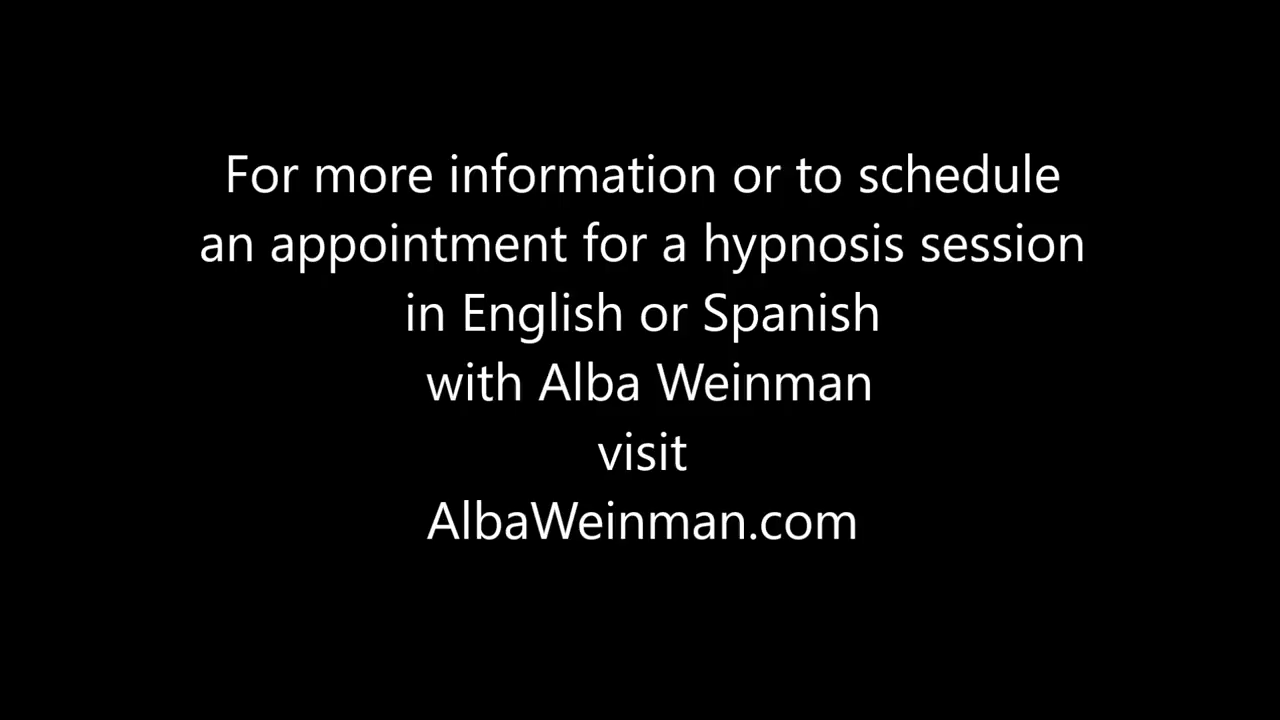 For more information or to schedule
an appointment for a hypnosis session
in English or Spanish
with Alba Weinman
visit
AlbaWeinman.com